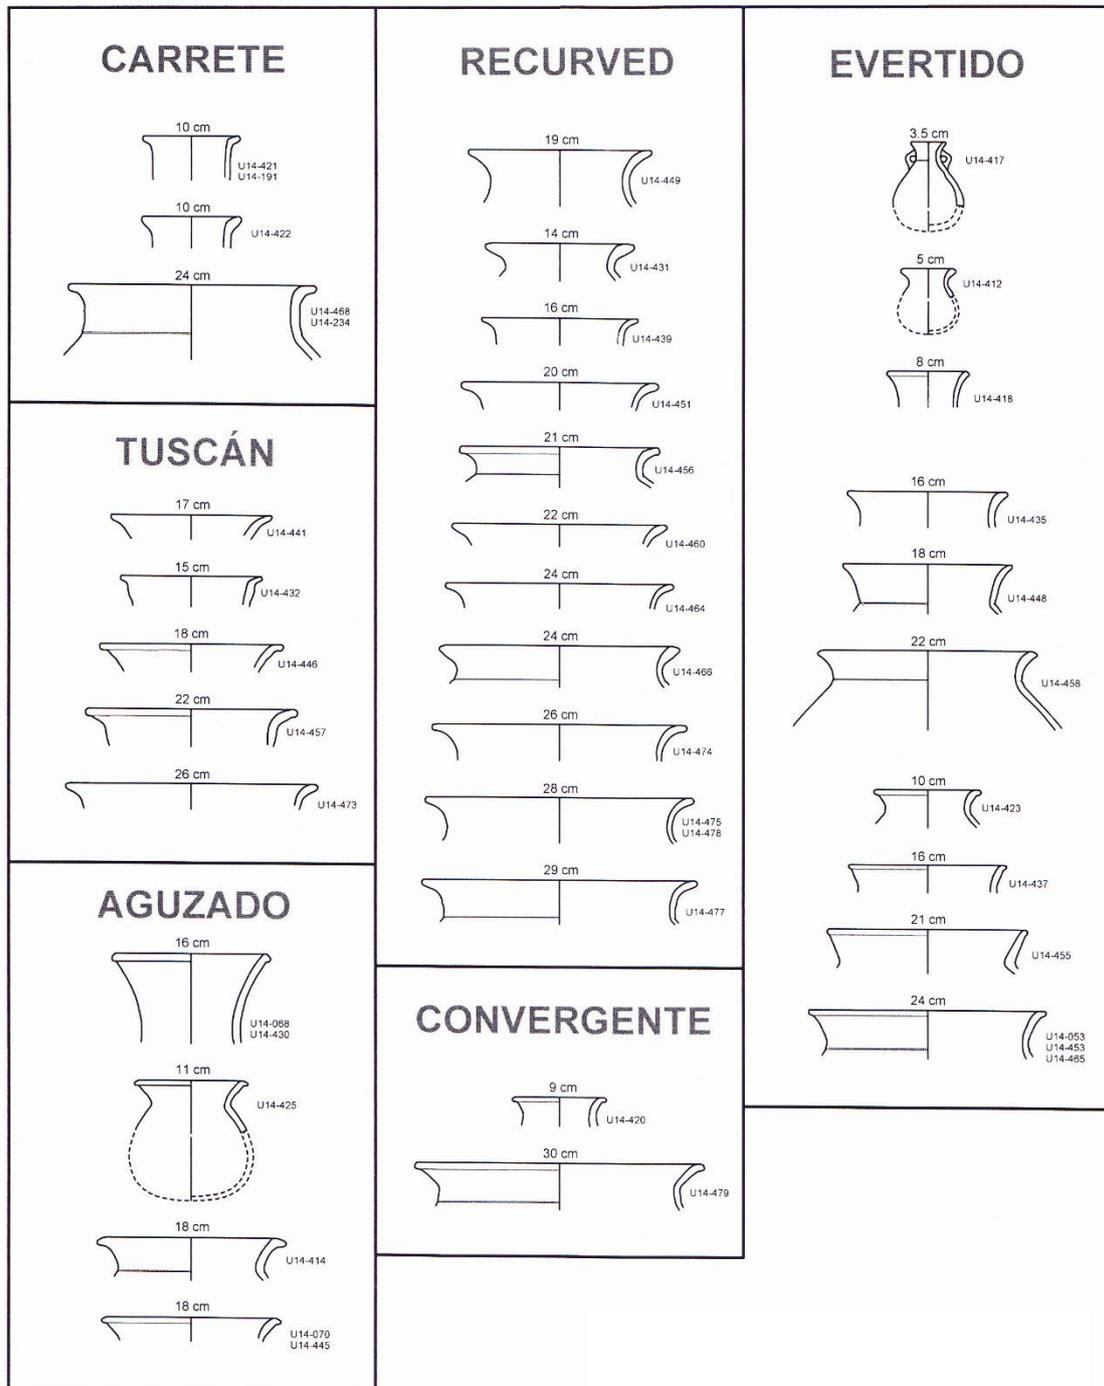 CARRETE
10 cm
U14-421
U14-191
10 cm
U14-422
24 cm
U14-468
U14-234
TUSCÁN
17 cm
U14-441
15 cm
U14-432
18 cm
U14-446
22 cm
U14-457
26 cm
U14-473
AGUZADO
16 cm
U14-068
U14-430
11 cm
U14-425
18 cm
U14-414
18 cm
U14-070
U14-445
RECURVED
19 cm
U14-449
14 cm
U14-431
16 cm
U14-439
20 cm
U14-451
21 cm
U14-456
22 cm
U14-460
24 cm
U14-464
24 cm
U14-466
26 cm
U14-474
28 cm
U14-475
U14-478
29 cm
U14-477
CONVERGENTE
9 cm
U14-420
30 cm
U14-479
EVERTIDO
3.5 cm
U14-417
5 cm
U14-412
8 cm
U14-418
16 cm
U14-435
18 cm
U14-448
22 cm
U14-458
10 cm
U14-423
16 cm
U14-437
21 cm
U14-455
24 cm
U14-053
U14-453
U14-465